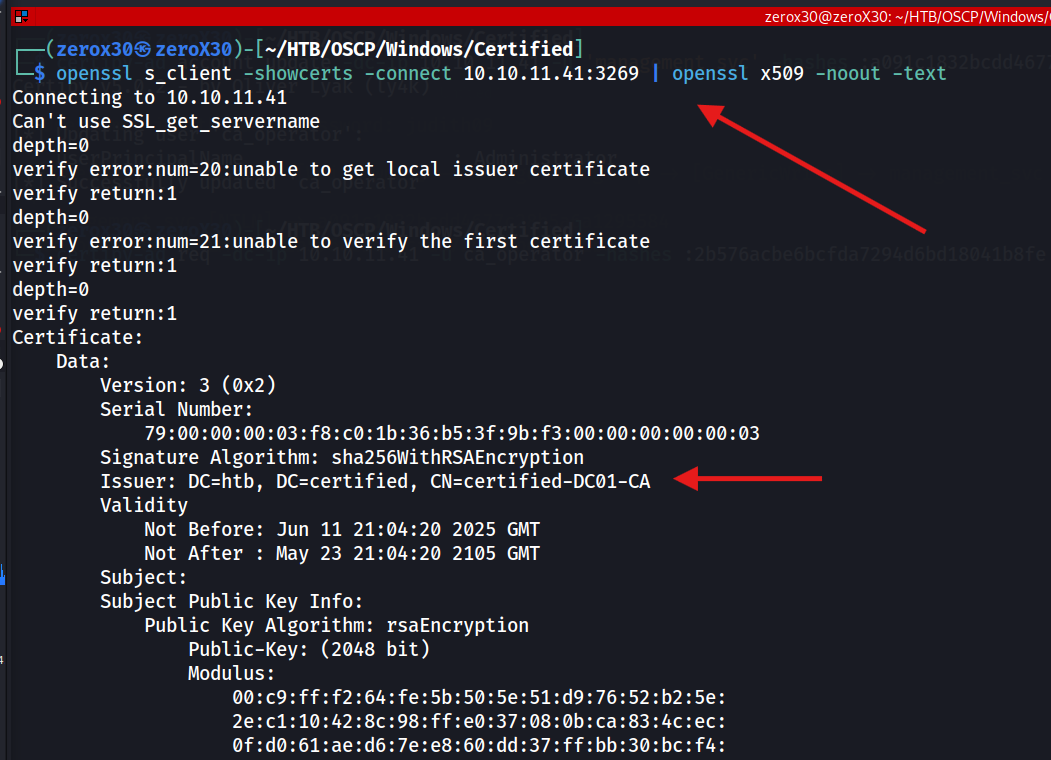 zerox30@zeroX30: ~/HTB/OSCP/Windows/
┌──(zerox30㉿zeroX30)-[~/HTB/OSCP/Windows/Certified]
└─$ openssl s_client -showcerts -connect 10.10.11.41:3269 | openssl x509 -noout -text
Connecting to 10.10.11.41
Can't use SSL_get_servername
depth=0
verify error:num=20:unable to get local issuer certificate
verify return:1
depth=0
verify error:num=21:unable to verify the first certificate
verify return:1
depth=0
verify return:1
Certificate:
    Data:
        Version: 3 (0x2)
        Serial Number:
            79:00:00:00:03:f8:c0:1b:36:b5:3f:9b:f3:00:00:00:00:00:03
        Signature Algorithm: sha256WithRSAEncryption
        Issuer: DC=htb, DC=certified, CN=certified-DC01-CA
        Validity
            Not Before: Jun 11 21:04:20 2025 GMT
            Not After : May 23 21:04:20 2105 GMT
        Subject:
        Subject Public Key Info:
            Public Key Algorithm: rsaEncryption
                Public-Key: (2048 bit)
                Modulus:
                    00:c9:ff:f2:64:fe:5b:50:5e:51:d9:76:52:b2:5e:
                    2e:c1:10:42:8c:98:ff:e0:37:08:0b:ca:83:4c:ec:
                    0f:d0:61:ae:d6:7e:e8:60:dd:37:ff:bb:30:bc:f4: